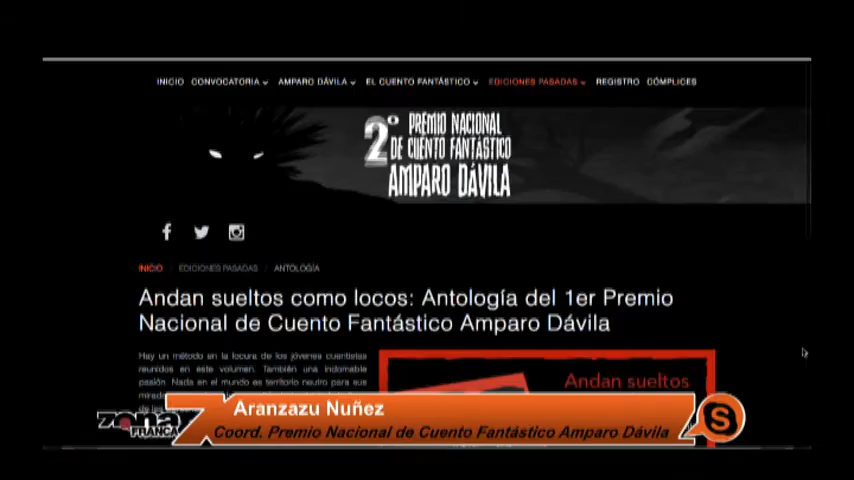 INICIO CONVOCATORIA AMPARO DÁVILA EL CUENTO FANTÁSTICO EDICIONES PASADAS REGISTRO CÓMPLICES
2º PREMIO NACIONAL
DE CUENTO FANTÁSTICO
AMPARO DÁVILA
INICIO / EDICIONES PASADAS / ANTOLOGÍA
Andan sueltos como locos: Antología del 1er Premio
Nacional de Cuento Fantástico Amparo Dávila
Hay un método en la locura de los jóvenes cuentistas
reunidos en este volumen. También una indomable
pasión. Nada en el mundo es territorio neutro para sus
Andan sueltos
Aranzazu Nuñez
Coord. Premio Nacional de Cuento Fantástico Amparo Dávila
ZONA
FRANCA
S